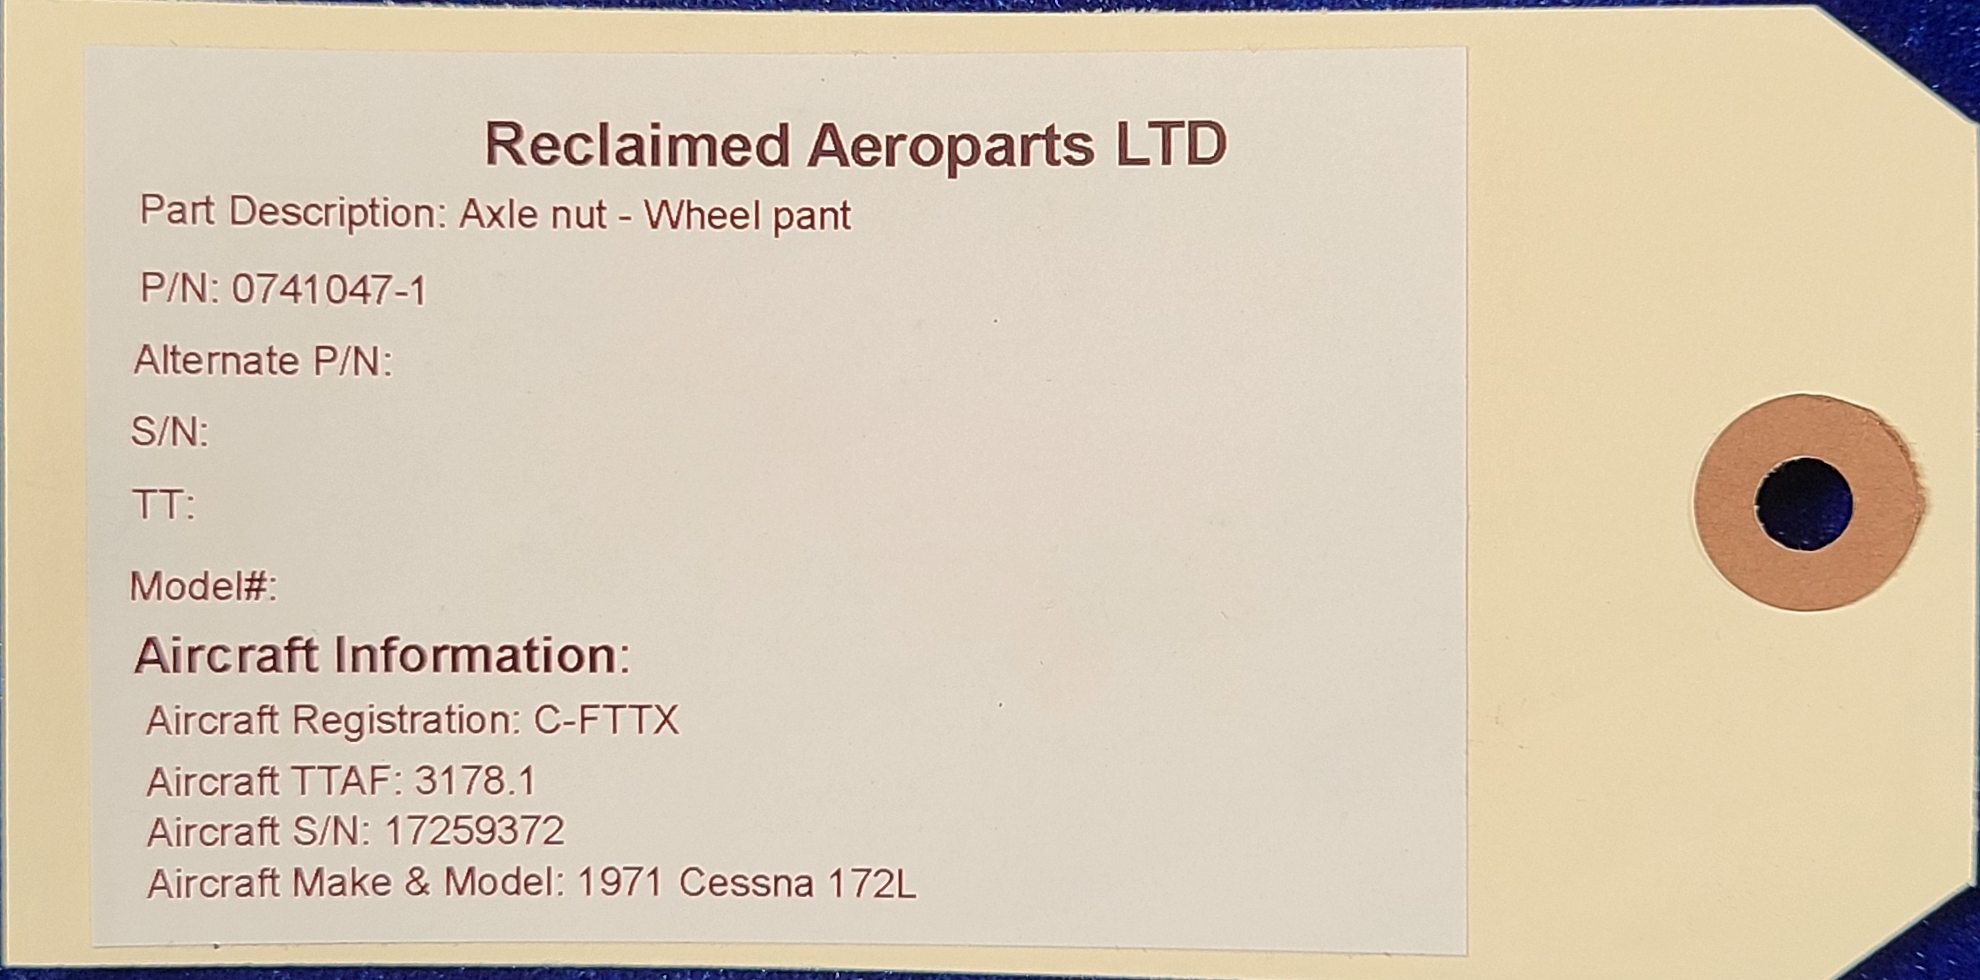 Reclaimed Aeroparts LTD
Part Description: Axle nut - Wheel pant
P/N: 0741047-1
Alternate P/N:
S/N:
TT:
Model#:
Aircraft Information:
Aircraft Registration: C-FTTX
Aircraft TTAF: 3178.1
Aircraft S/N: 17259372
Aircraft Make & Model: 1971 Cessna 172L